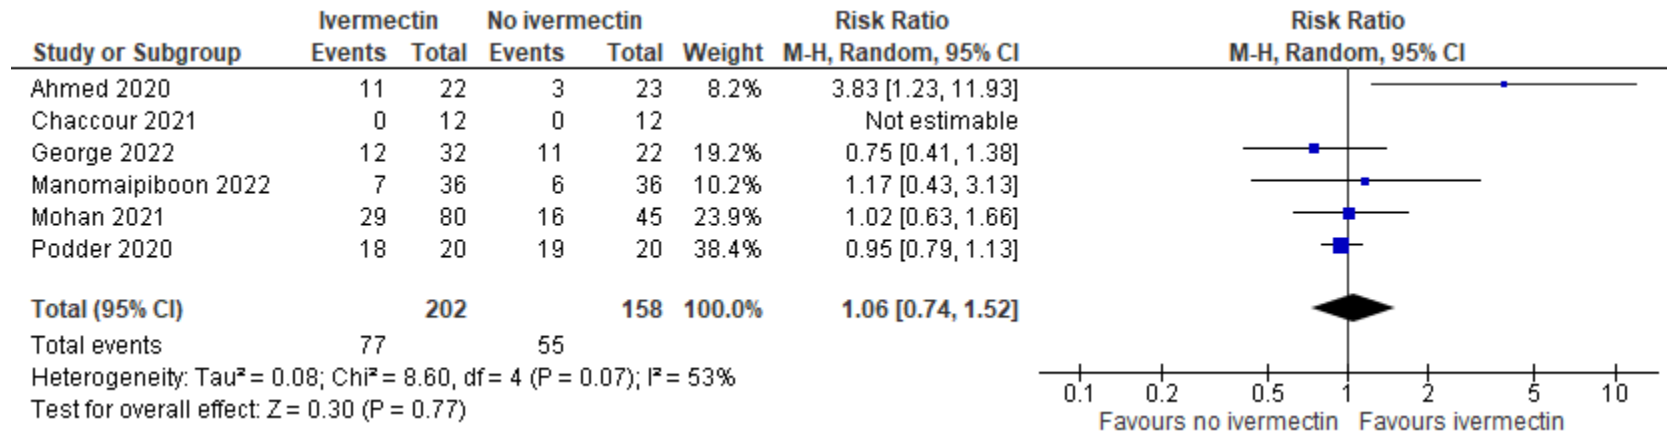 Ivermectin No ivermectin Risk Ratio Risk Ratio
Study or Subgroup Events Total Events Total Weight M-H, Random, 95% CI M-H, Random, 95% CI
Ahmed 2020 11 22 3 23 8.2% 3.83 [1.23, 11.93]
Chaccour 2021 0 12 0 12 Not estimable
George 2022 12 32 11 22 19.2% 0.75 [0.41, 1.38]
Manomaipiboon 2022 7 36 6 36 10.2% 1.17 [0.43, 3.13]
Mohan 2021 29 80 16 45 23.9% 1.02 [0.63, 1.66]
Podder 2020 18 20 19 20 38.4% 0.95 [0.79, 1.13]
Total (95% CI) 202 158 100.0% 1.06 [0.74, 1.52]
Total events 77 55
Heterogeneity: Tau² = 0.08; Chi² = 8.60, df = 4 (P = 0.07); I² = 53%
Test for overall effect: Z = 0.30 (P = 0.77)
0.1 0.2 0.5 1 2 5 10
Favours no ivermectin Favours ivermectin